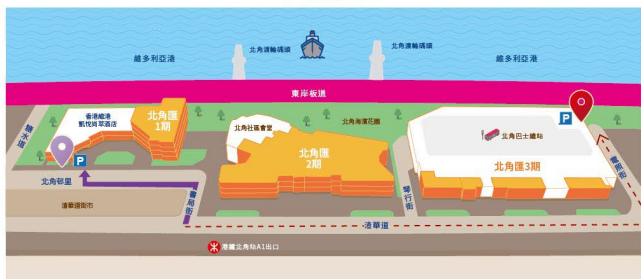 北角渡輪碼頭
北角渡輪碼頭
維多利亞港
維多利亞港
東岸板道
香港維港
凱悅尚萃酒店
北角匯
1期
北角社區會堂
北角海濱花園
北角巴士總站
P
糖水道
北角匯
2期
北角匯3期
電照街
P
北角邨里
書局街
琴行街
渣華道街市
渣華道
港鐵北角站A1出口